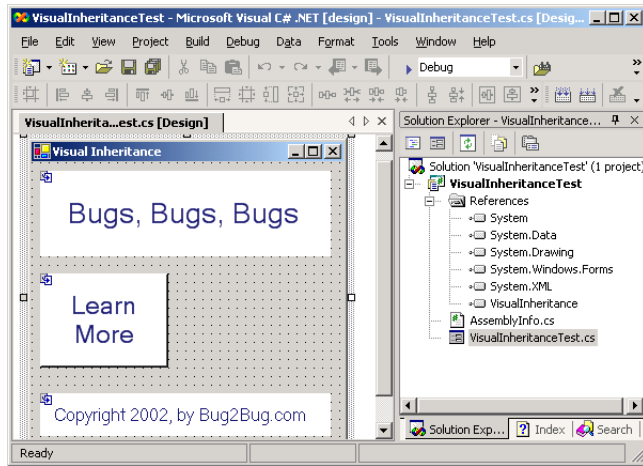 VisualInheritanceTest - Microsoft Visual C# .NET [design] - VisualInheritanceTest.cs [Desig...
File Edit View Project Build Debug Data Format Tools Window Help
Debug
VisualInherita...est.cs [Design]
Visual Inheritance
Bugs, Bugs, Bugs
Learn
More
Copyright 2002, by Bug2Bug.com
Solution Explorer - VisualInheritance...
Solution 'VisualInheritanceTest' (1 project)
VisualInheritanceTest
References
System
System.Data
System.Drawing
System.Windows.Forms
System.XML
VisualInheritance
AssemblyInfo.cs
VisualInheritanceTest.cs
Solution Exp... Index Search
Ready